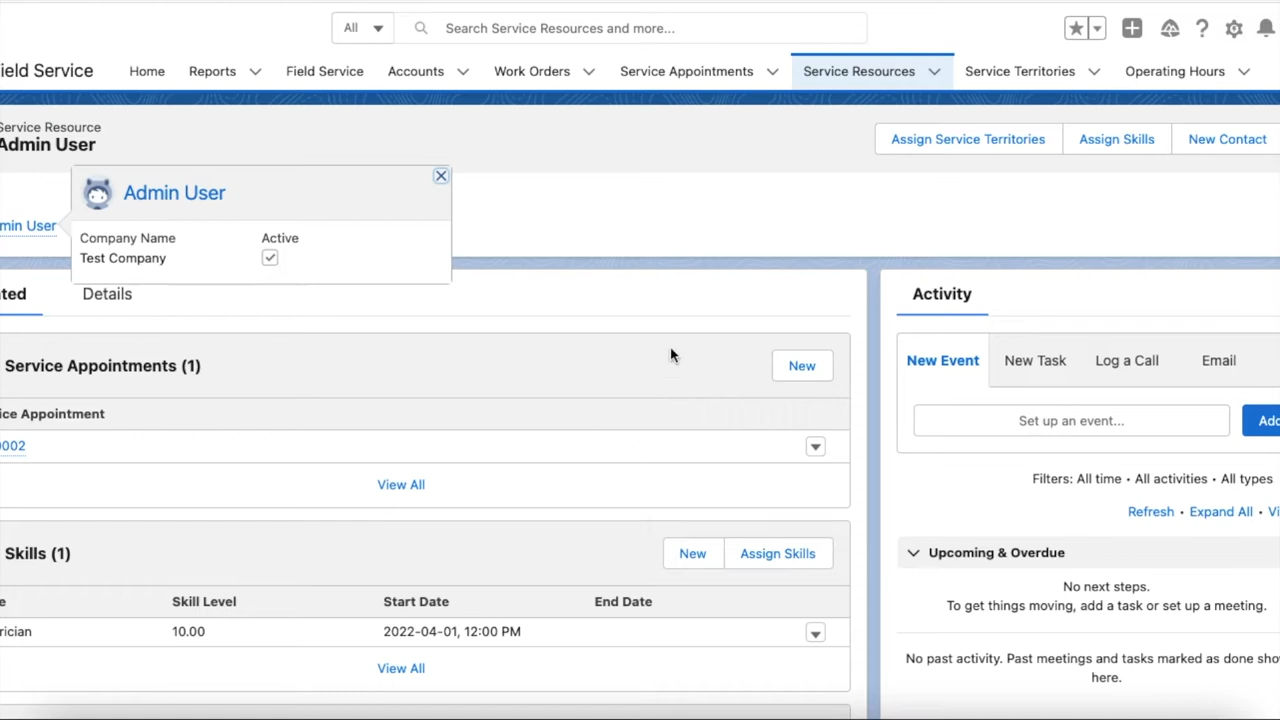 All
Search Service Resources and more...
ield Service
Home
Reports
Field Service
Accounts
Work Orders
Service Appointments
Service Resources
Service Territories
Operating Hours
Service Resource
Admin User
Assign Service Territories
Assign Skills
New Contact
min User
Admin User
Company Name
Active
Test Company
ted
Details
Service Appointments (1)
New
ice Appointment
0002
View All
Skills (1)
New
Assign Skills
e
Skill Level
Start Date
End Date
rician
10.00
2022-04-01, 12:00 PM
View All
Activity
New Event
New Task
Log a Call
Email
Set up an event...
Add
Filters: All time • All activities • All types
Refresh • Expand All • Vi
Upcoming & Overdue
No next steps.
To get things moving, add a task or set up a meeting.
No past activity. Past meetings and tasks marked as done sho
here.